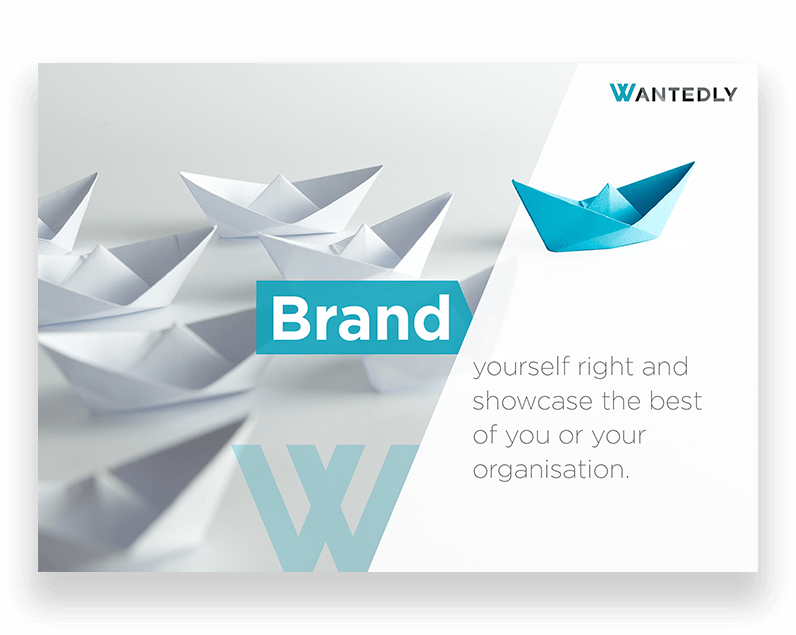 WANTEDLY
Brand
yourself right and
showcase the best
of you or your
organisation.
W